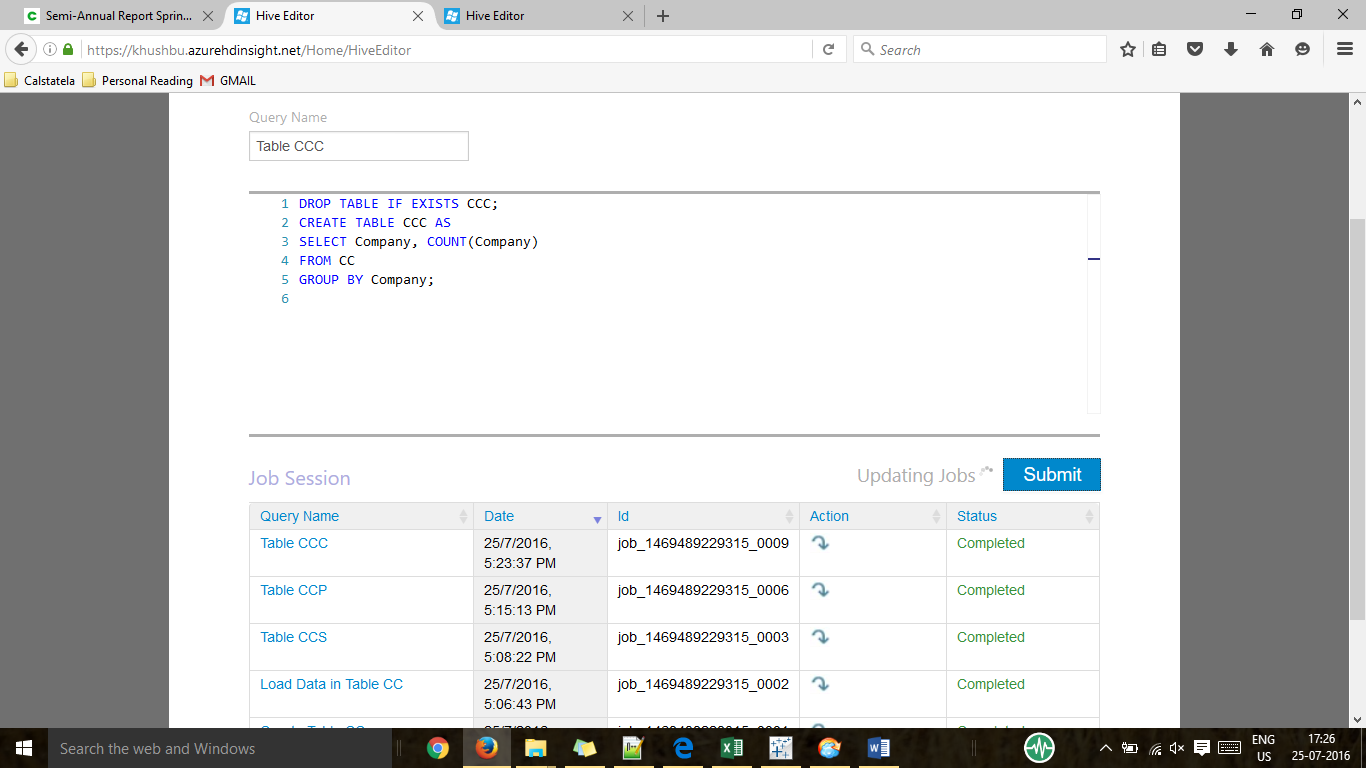 Semi-Annual Report Sprin...
Hive Editor
Hive Editor
https://khushbu.azurehdinsight.net/Home/HiveEditor
Search
Calstatela
Personal Reading
GMAIL
Query Name
Table CCC
1 DROP TABLE IF EXISTS CCC;
2 CREATE TABLE CCC AS
3 SELECT Company, COUNT(Company)
4 FROM CC
5 GROUP BY Company;
6
Job Session
Updating Jobs
Submit
Query Name Date Id Action Status
Table CCC 25/7/2016, job_1469489229315_0009 Completed
5:23:37 PM
Table CCP 25/7/2016, job_1469489229315_0006 Completed
5:15:13 PM
Table CCS 25/7/2016, job_1469489229315_0003 Completed
5:08:22 PM
Load Data in Table CC 25/7/2016, job_1469489229315_0002 Completed
5:06:43 PM
Search the web and Windows
ENG
US
17:26
25-07-2016